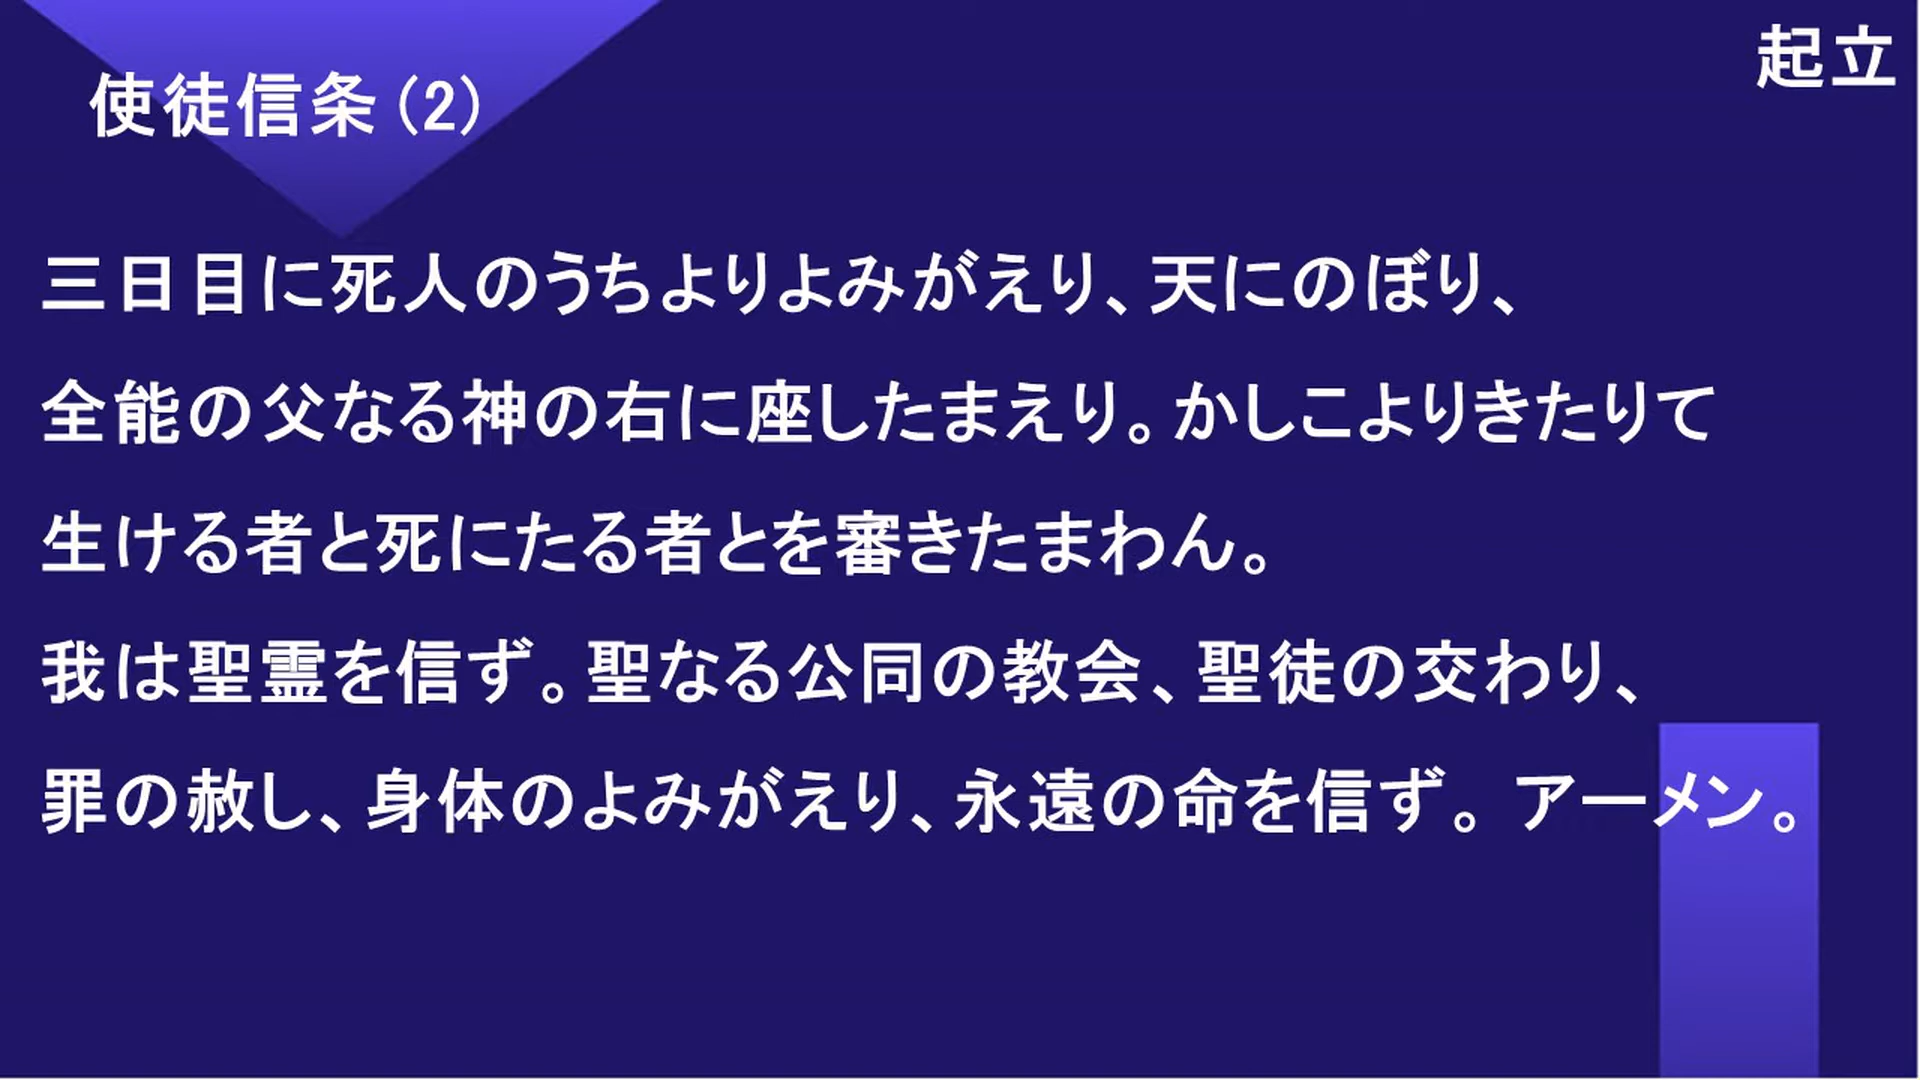 起立
使徒信条(2)
三日目に死人のうちよりよみがえり、天にのぼり、
全能の父なる神の右に座したまえり。かしこよりきたりて
生ける者と死にたる者とを審きたまわん。
我は聖霊を信ず。聖なる公同の教会、聖徒の交わり、
罪の赦し、身体のよみがえり、永遠の命を信ず。アーメン。